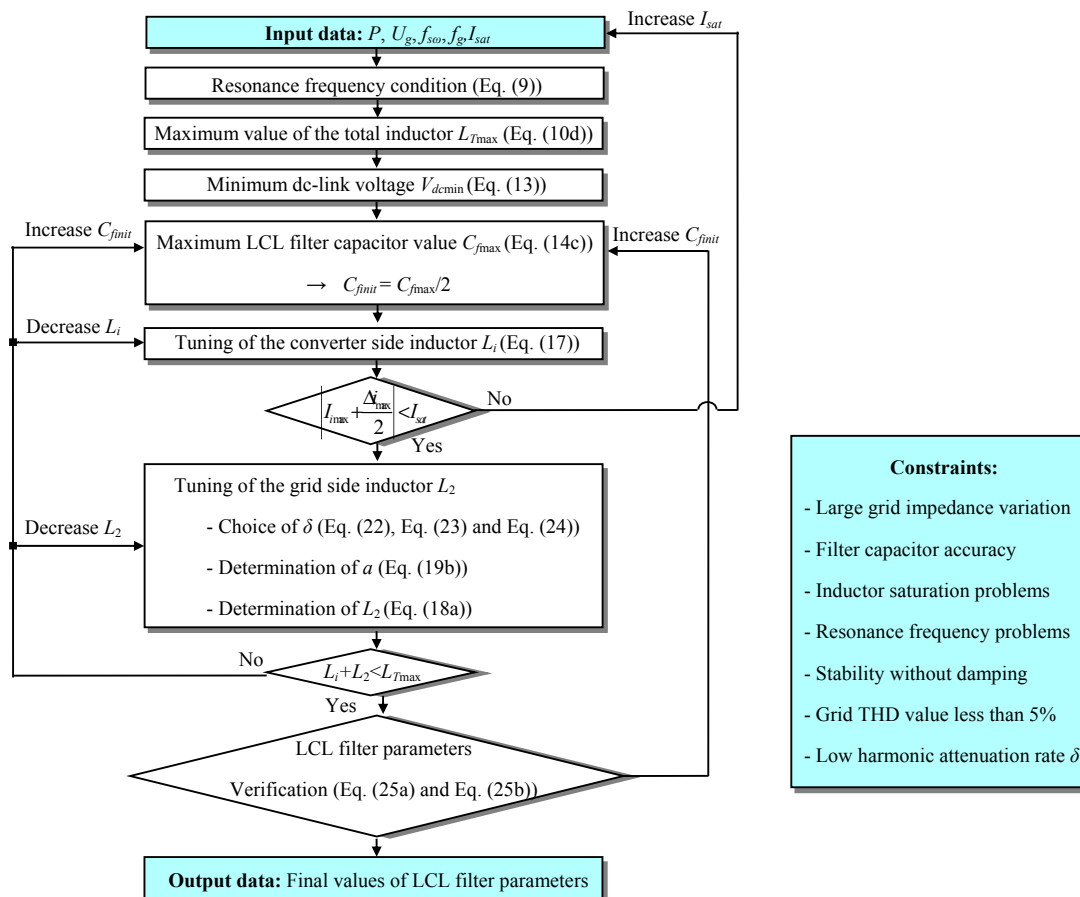 Increase I_sat
Input data: P, U_g, f_sω, f_g, I_sat
Resonance frequency condition (Eq. (9))
Maximum value of the total inductor L_Tmax (Eq. (10d))
Minimum dc-link voltage V_dcmin (Eq. (13))
Increase C_finit
Maximum LCL filter capacitor value C_fmax (Eq. (14c))
→ C_finit = C_fmax/2
Increase C_finit
Decrease L_i
Tuning of the converter side inductor L_i (Eq. (17))
|I_imax + Δi_imax/2| < I_sat
No
Yes
Tuning of the grid side inductor L_2
- Choice of δ (Eq. (22), Eq. (23) and Eq. (24))
- Determination of a (Eq. (19b))
- Determination of L_2 (Eq. (18a))
Decrease L_2
No
L_i+L_2<L_Tmax
Yes
LCL filter parameters
Verification (Eq. (25a) and Eq. (25b))
Output data: Final values of LCL filter parameters
Constraints:
- Large grid impedance variation
- Filter capacitor accuracy
- Inductor saturation problems
- Resonance frequency problems
- Stability without damping
- Grid THD value less than 5%
- Low harmonic attenuation rate δ